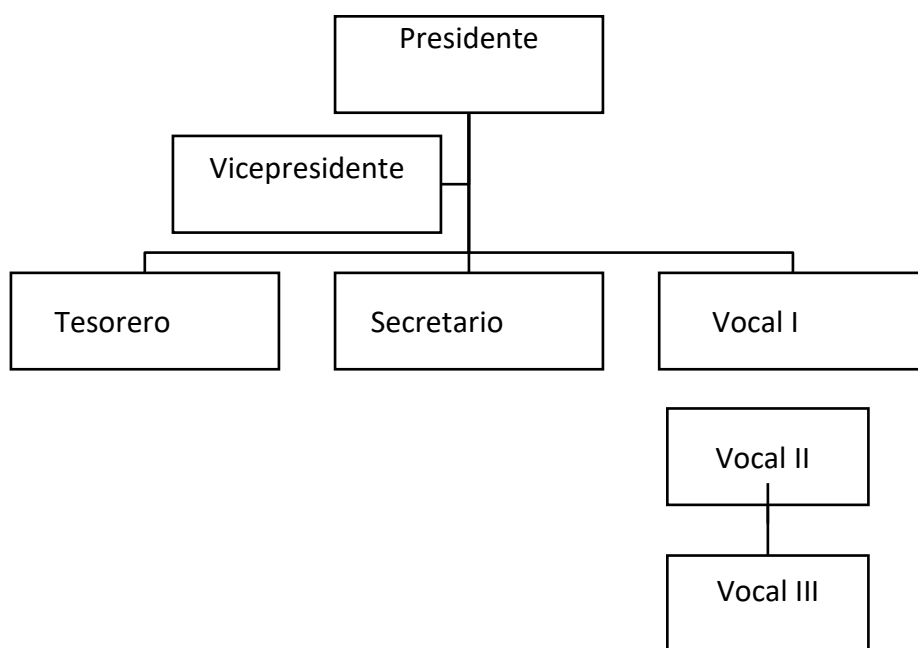 Presidente
Vicepresidente
Tesorero
Secretario
Vocal I
Vocal II
Vocal III